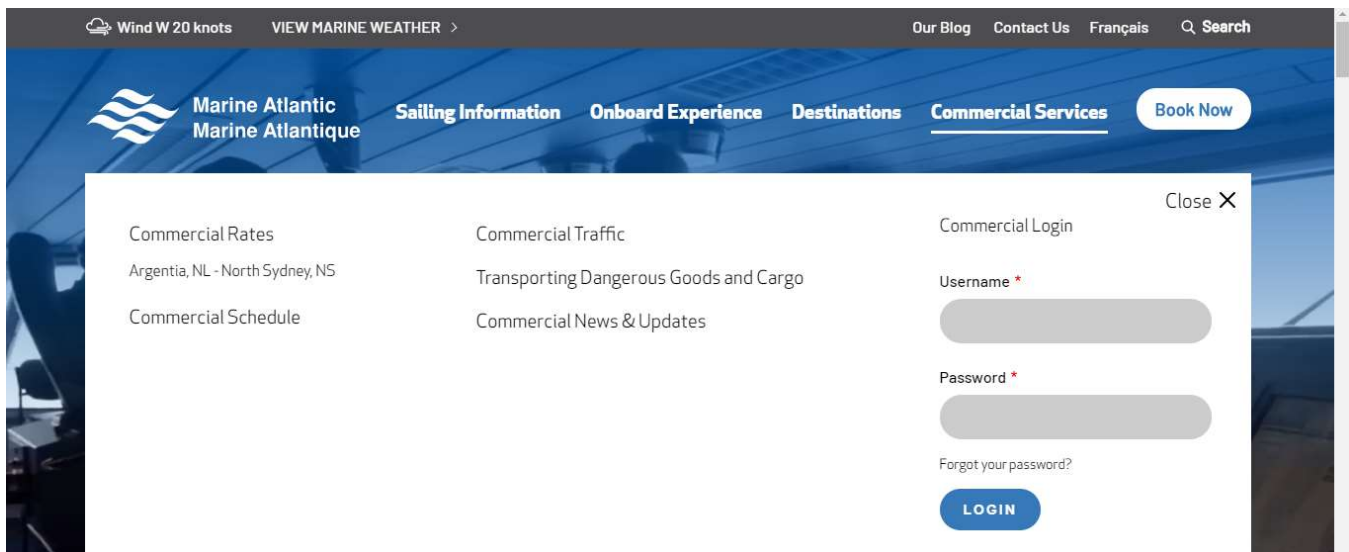 Wind W 20 knots VIEW MARINE WEATHER > Our Blog Contact Us Français Search
Marine Atlantic
Marine Atlantique
Sailing Information Onboard Experience Destinations Commercial Services Book Now
Close X
Commercial Rates
Argentia, NL - North Sydney, NS
Commercial Schedule
Commercial Traffic
Transporting Dangerous Goods and Cargo
Commercial News & Updates
Commercial Login
Username *
Password *
Forgot your password?
LOGIN